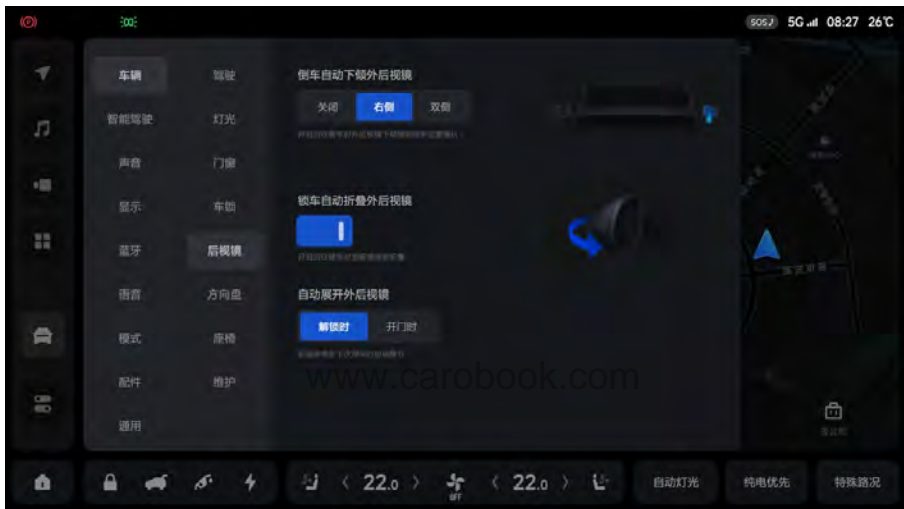 SOS 5G 08:27 26℃
车辆
智能驾驶
声音
显示
蓝牙
语音
模式
配件
通用
驾驶
灯光
门窗
车锁
后视镜
方向盘
座椅
维护
倒车自动下倾外后视镜
关闭 右侧 双侧
锁车自动折叠外后视镜
自动展开外后视镜
解锁时 开门时
www.carobook.com
22.0
OFF
22.0
自动灯光 纯电优先 特殊路况